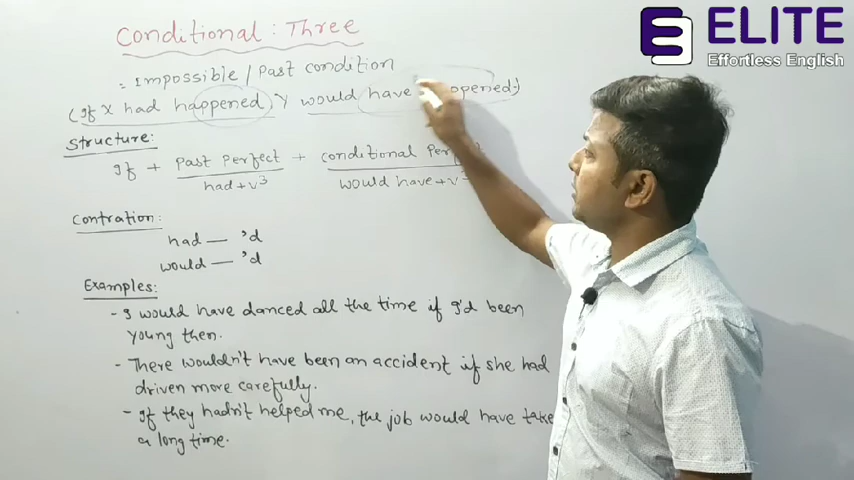 ELITE
Effortless English
Conditional : Three
= Impossible / Past condition
(If X had happened Y would have
Structure:
If + Past Perfect + conditional
had+v3 would have+v
Contration:
had — 'd
would — 'd
Examples:
- I would have danced all the time if I'd been
young then.
- There wouldn't have been an accident if she had
driven more carefully.
- If they hadn't helped me, the job would have take
a long time.